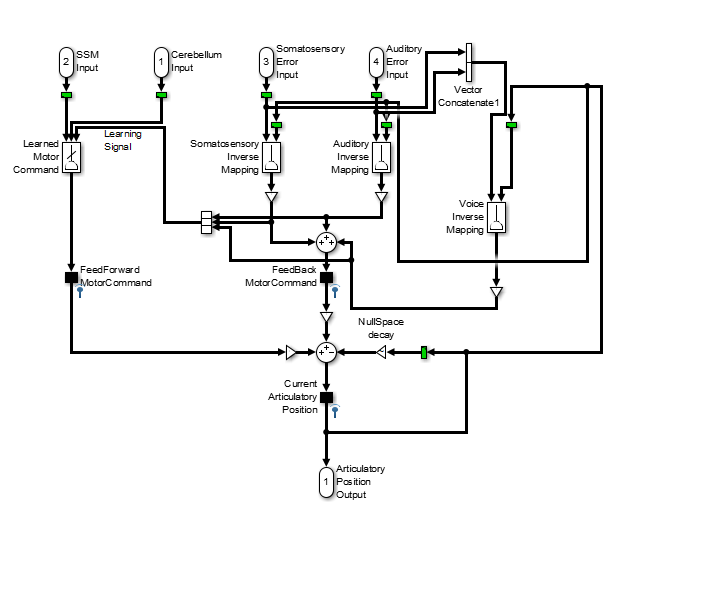 2
SSM
Input
1
Cerebellum
Input
3
Somatosensory
Error
Input
4
Auditory
Error
Input
Vector
Concatenate1
Learning
Signal
Learned
Motor
Command
Somatosensory
Inverse
Mapping
Auditory
Inverse
Mapping
Voice
Inverse
Mapping
FeedForward
MotorCommand
FeedBack
MotorCommand
NullSpace
decay
Current
Articulatory
Position
1
Articulatory
Position
Output